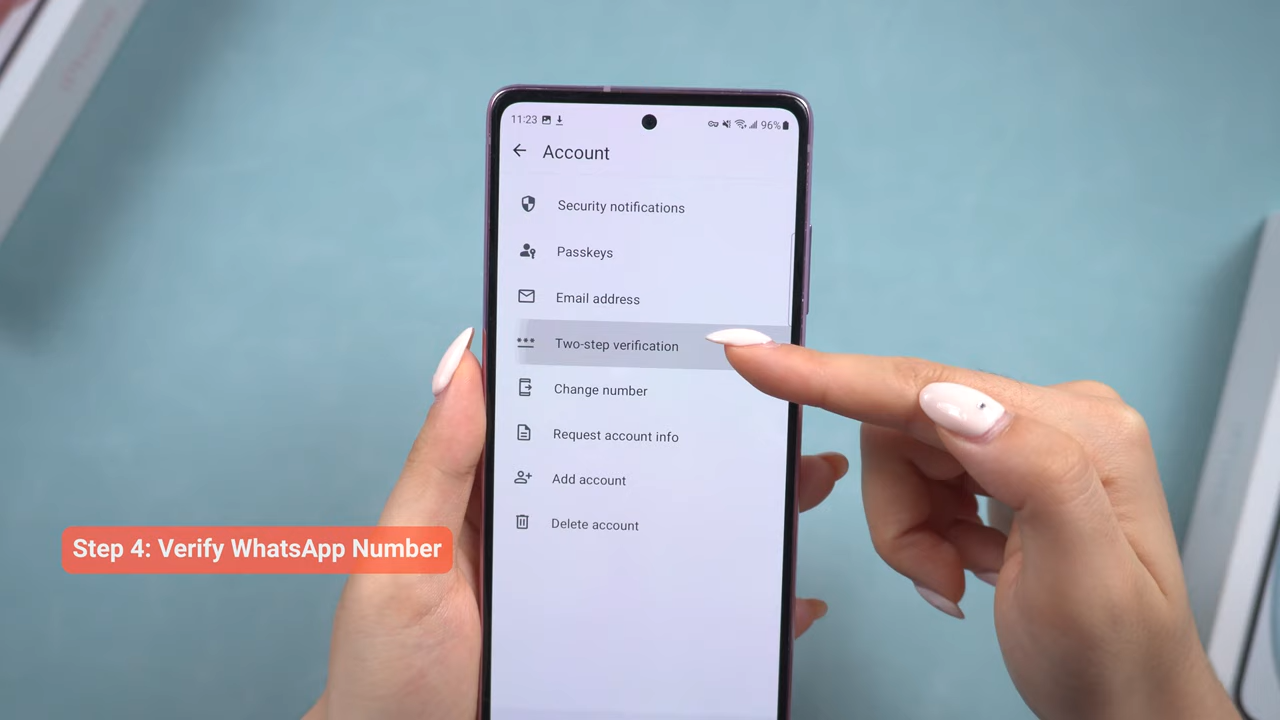 11:23
96%
Account
Security notifications
Passkeys
Email address
Two-step verification
Change number
Request account info
Add account
Delete account
Step 4: Verify WhatsApp Number